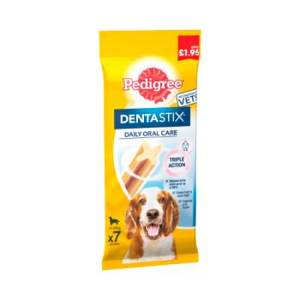 £1.95
Pedigree
VET
DENTASTIX
DAILY ORAL CARE
TRIPLE
ACTION
x7